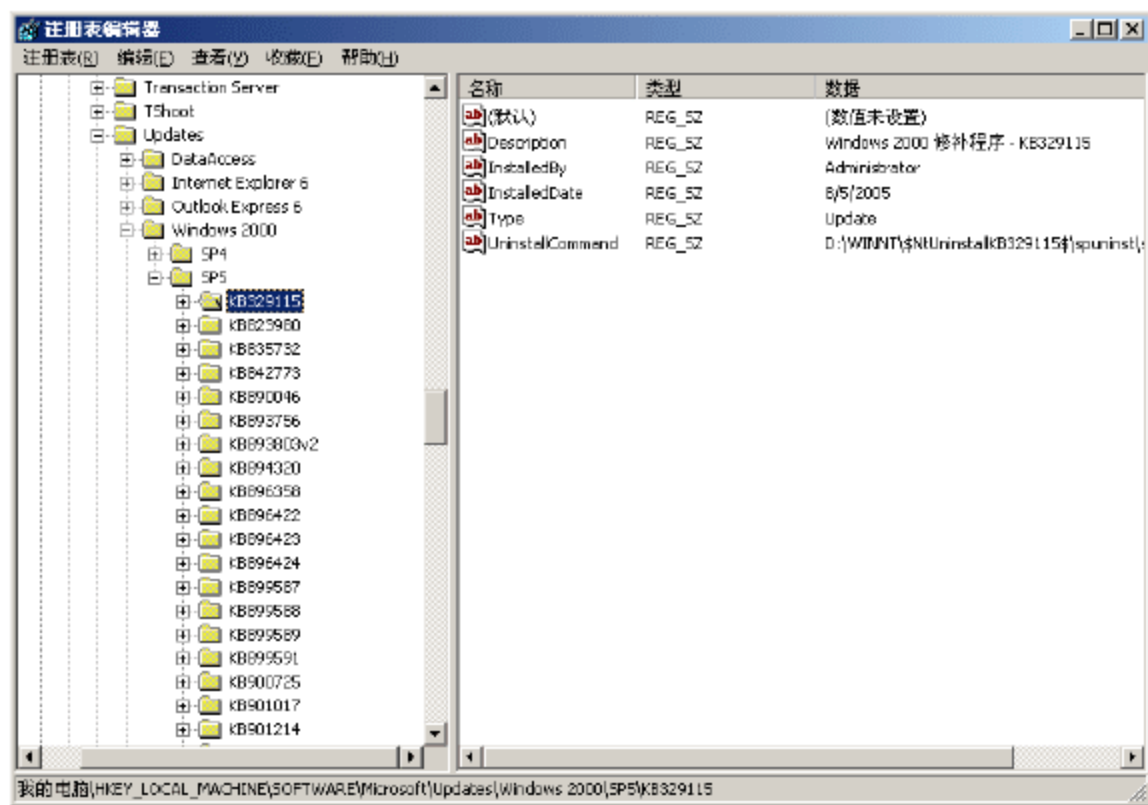 注册表编辑器
注册表(R) 编辑(E) 查看(V) 收藏(F) 帮助(H)
Transaction Server
TShoot
Updates
DataAccess
Internet Explorer 6
Outlook Express 6
Windows 2000
SP4
SP5
KB329115
KB823980
KB835732
KB842773
KB890046
KB893756
KB893803v2
KB894320
KB896358
KB896422
KB896423
KB896424
KB899587
KB899588
KB899589
KB899591
KB900725
KB901017
KB901214
名称 类型 数据
(默认) REG_SZ (数值未设置)
Description REG_SZ Windows 2000 修补程序 - KB329115
InstalledBy REG_SZ Administrator
InstalledDate REG_SZ 8/5/2005
Type REG_SZ Update
UninstallCommand REG_SZ D:\WINNT\$NtUninstallKB329115$\spuninst\
我的电脑\HKEY_LOCAL_MACHINE\SOFTWARE\Microsoft\Updates\Windows 2000\SP5\KB329115